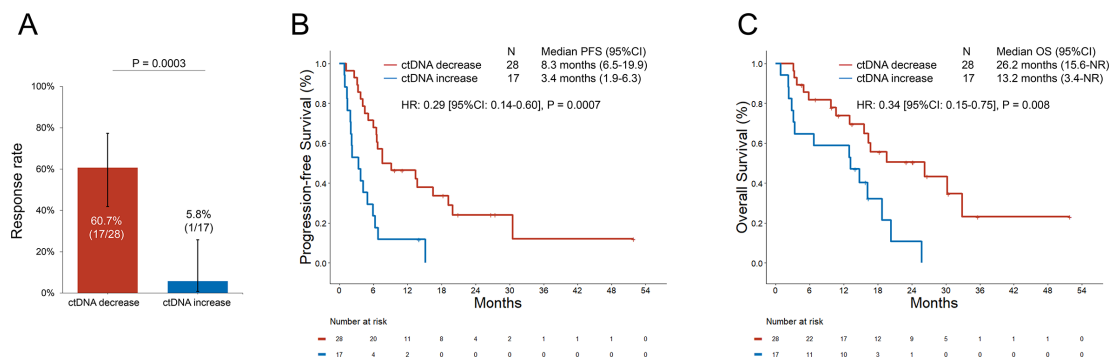 A
P = 0.0003
Response rate
100%
80%
60%
40%
20%
0%
60.7%
(17/28)
5.8%
(1/17)
ctDNA decrease
ctDNA increase
B
N Median PFS (95%CI)
ctDNA decrease 28 8.3 months (6.5-19.9)
ctDNA increase 17 3.4 months (1.9-6.3)
HR: 0.29 [95%CI: 0.14-0.60], P = 0.0007
Progression-free Survival (%)
1.0
0.8
0.6
0.4
0.2
0.0
0 6 12 18 24 30 36 42 48 54
Months
Number at risk
28 20 11 8 4 2 1 1 1 0
17 4 2 0 0 0 0 0 0 0
C
N Median OS (95%CI)
ctDNA decrease 28 26.2 months (15.6-NR)
ctDNA increase 17 13.2 months (3.4-NR)
HR: 0.34 [95%CI: 0.15-0.75], P = 0.008
Overall Survival (%)
1.0
0.8
0.6
0.4
0.2
0.0
0 6 12 18 24 30 36 42 48 54
Months
Number at risk
28 22 17 12 9 5 1 1 1 0
17 11 10 3 1 0 0 0 0 0